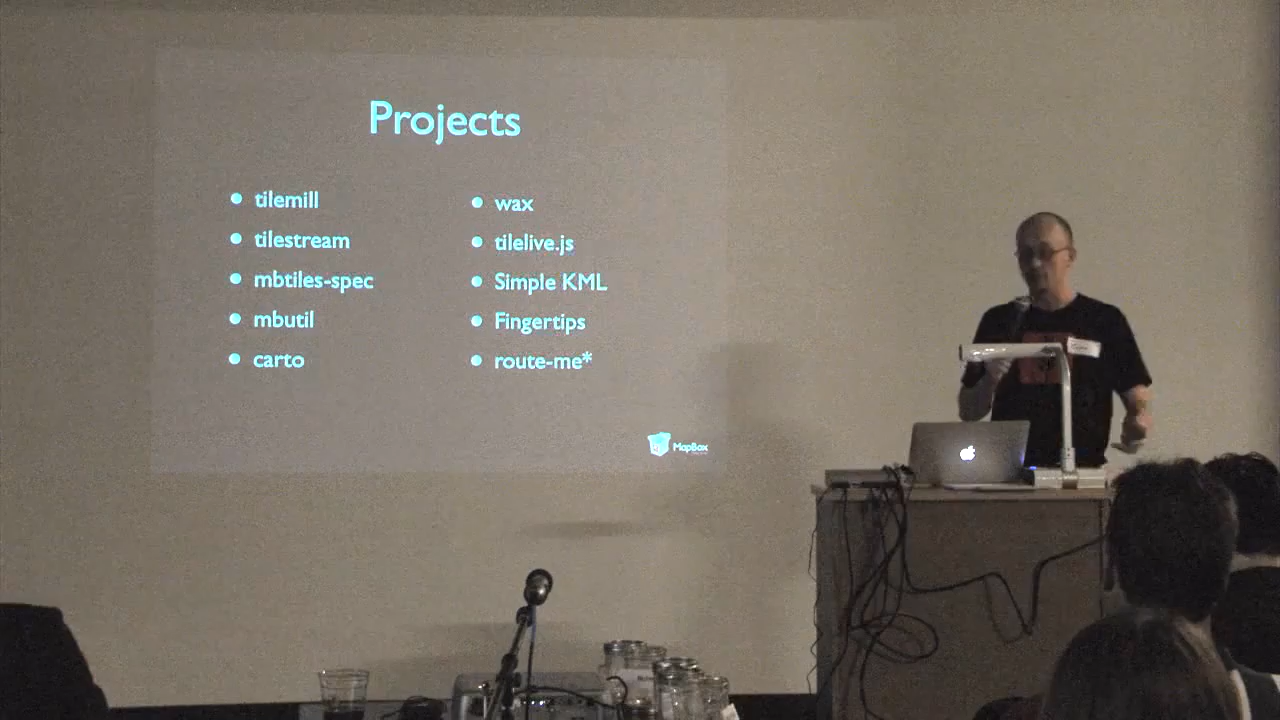 Projects
tilemill
tilestream
mbtiles-spec
mbutil
carto
wax
tilelive.js
Simple KML
Fingertips
route-me*
MapBox